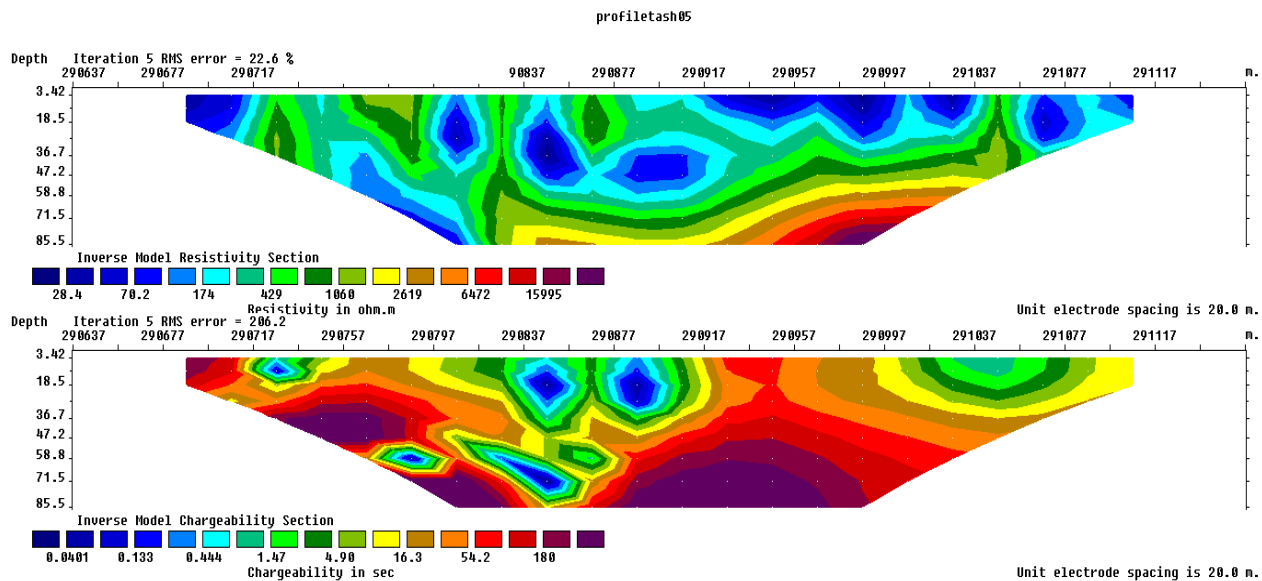 profiletash05
Depth Iteration 5 RMS error = 22.6 %
290637 290677 290717 90837 290877 290917 290957 290997 291037 291077 291117 m.
3.42
18.5
36.7
47.2
58.8
71.5
85.5
Inverse Model Resistivity Section
28.4 70.2 174 429 1060 2619 6472 15995
Resistivity in ohm.m Unit electrode spacing is 20.0 m.
Depth Iteration 5 RMS error = 206.2
290637 290677 290717 290757 290797 290837 290877 290917 290957 290997 291037 291077 291117 m.
3.42
18.5
36.7
47.2
58.8
71.5
85.5
Inverse Model Chargeability Section
0.0401 0.133 0.444 1.47 4.90 16.3 54.2 180
Chargeability in sec Unit electrode spacing is 20.0 m.